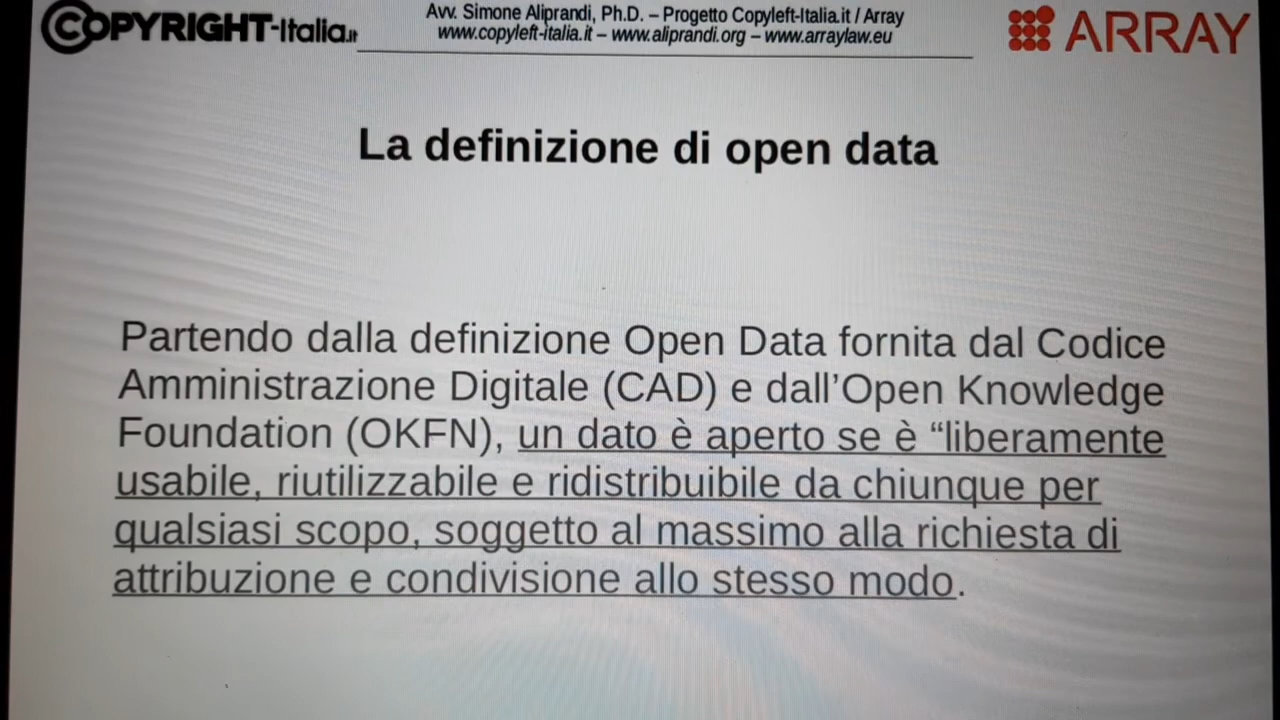 COPYRIGHT-Italia.it
Avv. Simone Aliprandi, Ph.D. – Progetto Copyleft-Italia.it / Array
www.copyleft-italia.it – www.aliprandi.org – www.arraylaw.eu
ARRAY
La definizione di open data
Partendo dalla definizione Open Data fornita dal Codice
Amministrazione Digitale (CAD) e dall’Open Knowledge
Foundation (OKFN), un dato è aperto se è “liberamente
usabile, riutilizzabile e ridistribuibile da chiunque per
qualsiasi scopo, soggetto al massimo alla richiesta di
attribuzione e condivisione allo stesso modo.